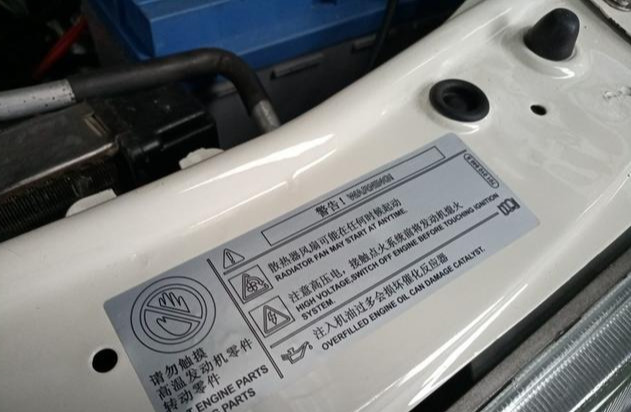 警告！
散热器风扇可能在任何时候起动
RADIATOR FAN MAY START AT ANYTIME.
注意高压电，接触点火系统前将发动机熄火
HIGH VOLTAGE,SWITCH OFF ENGINE BEFORE TOUCHING IGNITION
SYSTEM.
注入机油过多会损坏催化反应器
OVERFILLED ENGINE OIL CAN DAMAGE CATALYST.
请勿触摸
高温发动机零件
转动零件
ENGINE PARTS
PARTS